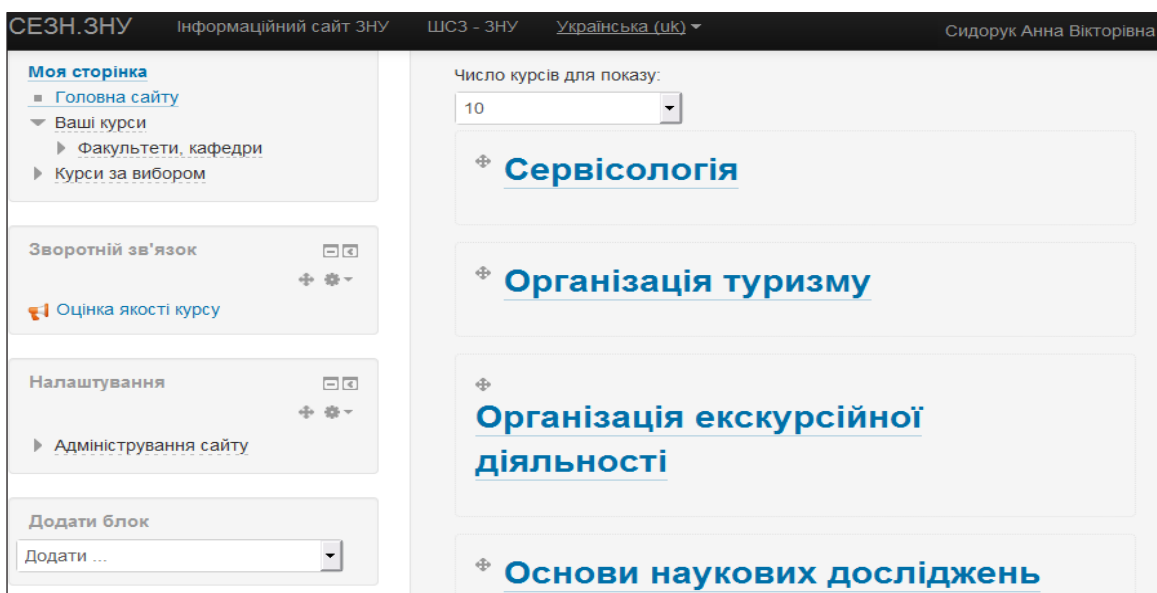 СЕЗН.ЗНУ Інформаційний сайт ЗНУ ШСЗ - ЗНУ Українська (uk) Сидорук Анна Вікторівна
Моя сторінка
Головна сайту
Ваші курси
Факультети, кафедри
Курси за вибором
Зворотній зв'язок
Оцінка якості курсу
Налаштування
Адміністрування сайту
Додати блок
Додати ...
Число курсів для показу:
10
Сервісологія
Організація туризму
Організація екскурсійної
діяльності
Основи наукових досліджень